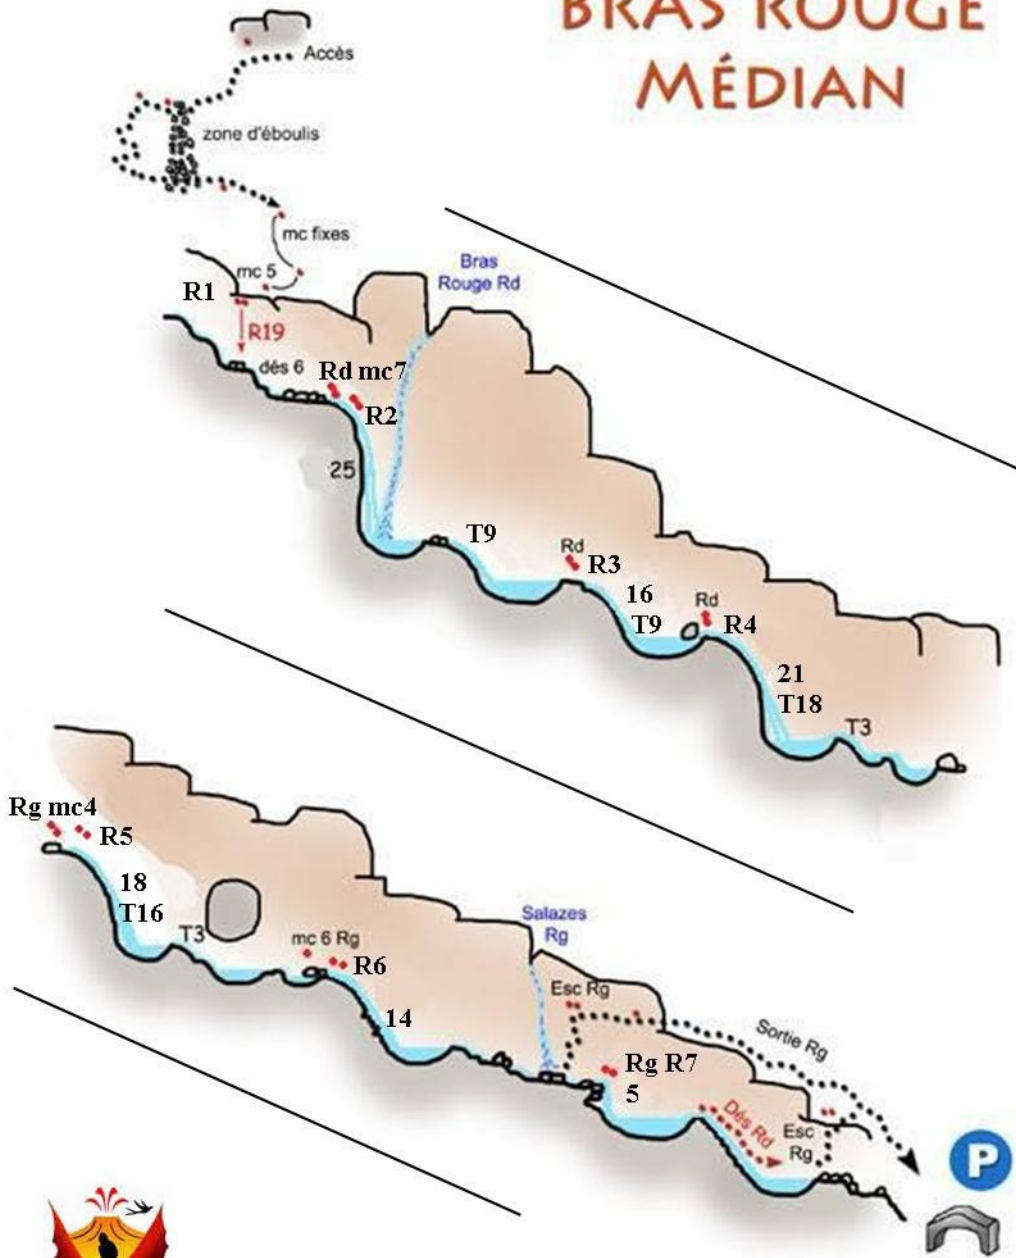 BRAS ROUGE
MÉDIAN
Accès
zone d'éboulis
mc fixes
mc 5
Bras
Rouge Rd
R1
R19
dés 6
Rd mc7
R2
25
T9
Rd
R3
16
T9
Rd
R4
21
T18
T3
Rg mc4
R5
18
T16
T3
mc 6 Rg
R6
14
Salazes
Rg
Esc Rg
Sortie Rg
Rg R7
5
Dés Rd
Esc
Rg
P